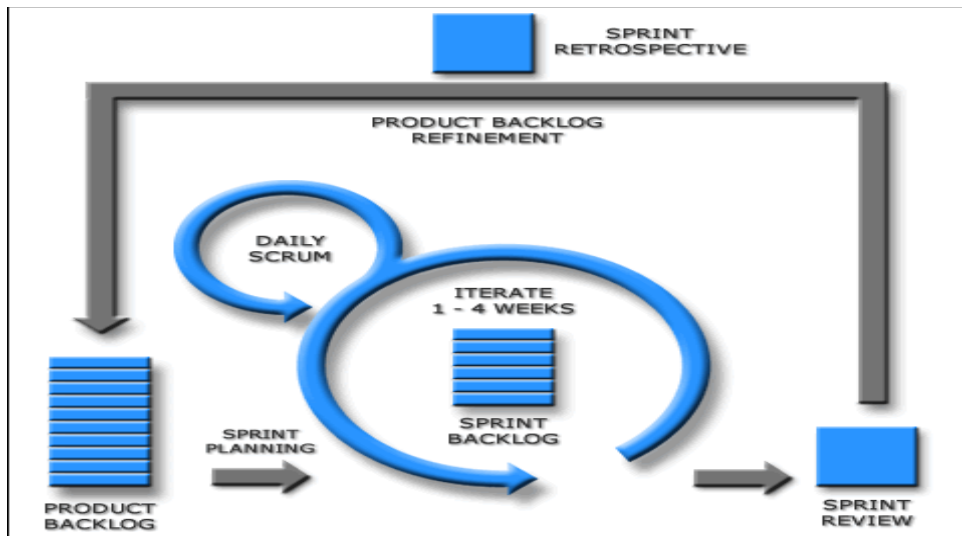 SPRINT
RETROSPECTIVE
PRODUCT BACKLOG
REFINEMENT
DAILY
SCRUM
ITERATE
1 - 4 WEEKS
SPRINT
BACKLOG
SPRINT
PLANNING
PRODUCT
BACKLOG
SPRINT
REVIEW